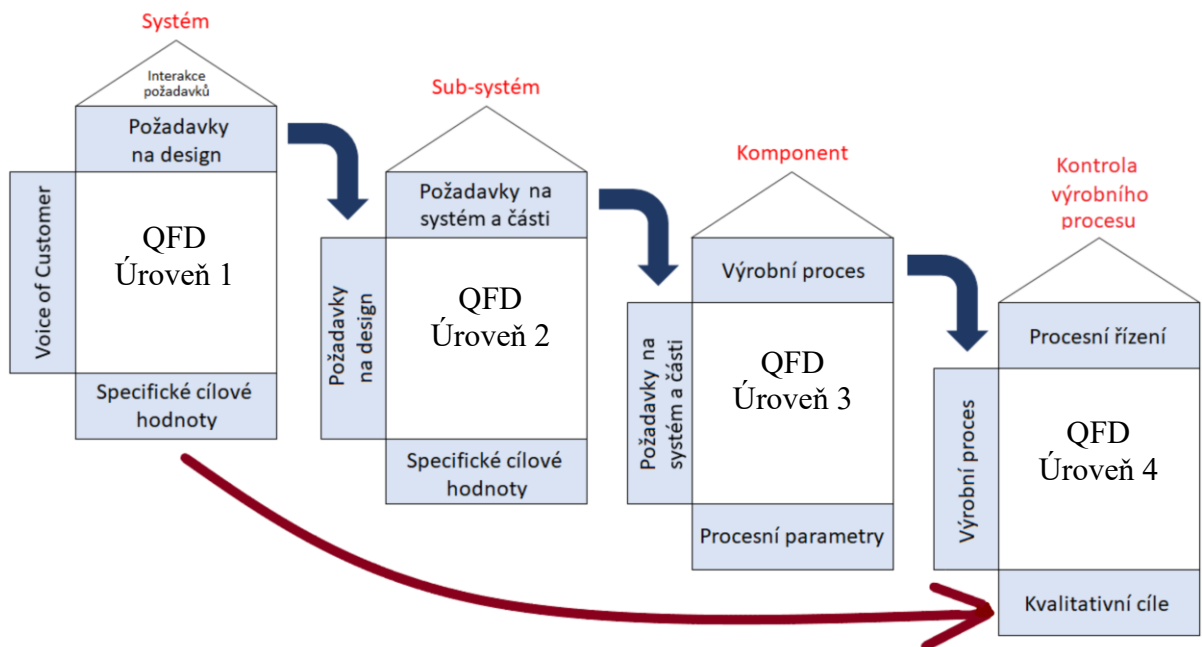 Systém
Interakce
požadavků
Požadavky
na design
Voice of Customer
QFD
Úroveň 1
Specifické cílové
hodnoty
Sub-systém
Požadavky na
systém a části
Požadavky
na design
QFD
Úroveň 2
Specifické cílové
hodnoty
Komponent
Výrobní proces
Požadavky na
systém a části
QFD
Úroveň 3
Procesní parametry
Kontrola
výrobního
procesu
Procesní řízení
Výrobní proces
QFD
Úroveň 4
Kvalitativní cíle